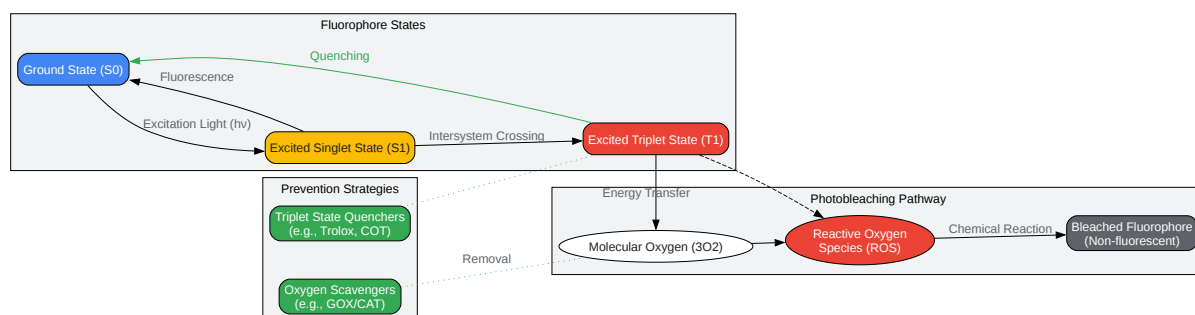 Fluorophore States
Quenching
Ground State (S0)
Fluorescence
Excitation Light (hν)
Intersystem Crossing
Excited Singlet State (S1)
Excited Triplet State (T1)
Prevention Strategies
Triplet State Quenchers
(e.g., Trolox, COT)
Oxygen Scavengers
(e.g., GOX/CAT)
Removal
Energy Transfer
Photobleaching Pathway
Molecular Oxygen (3O2)
Reactive Oxygen
Species (ROS)
Chemical Reaction
Bleached Fluorophore
(Non-fluorescent)